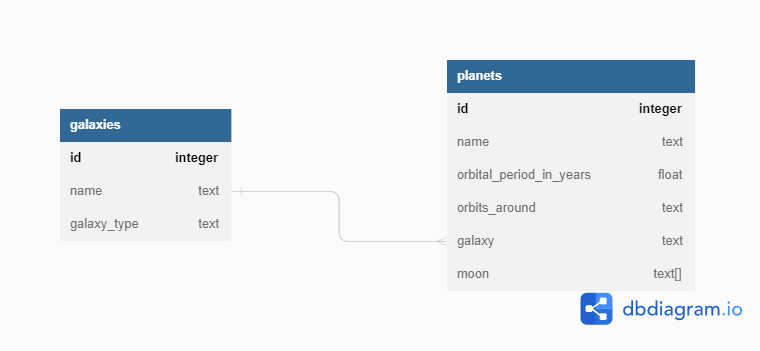 galaxies
id integer
name text
galaxy_type text
planets
id integer
name text
orbital_period_in_years float
orbits_around text
galaxy text
moon text[]
dbdiagram.io